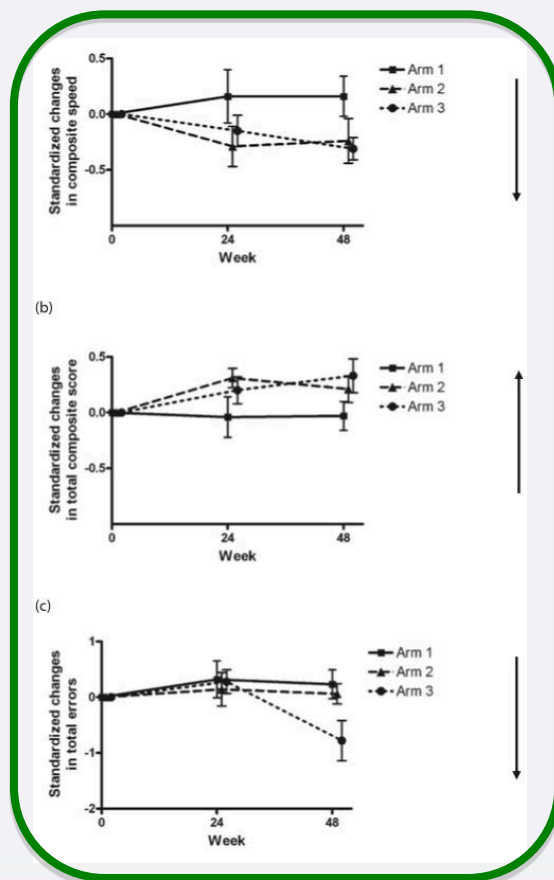 0.5
0.0
-0.5
Standardized changes
in composite speed
0
24
48
Week
Arm 1
Arm 2
Arm 3
(b)
0.5
0.0
-0.5
Standardized changes
in total composite score
0
24
48
Week
Arm 1
Arm 2
Arm 3
(c)
1
0
-1
-2
Standardized changes
in total errors
0
24
48
Week
Arm 1
Arm 2
Arm 3